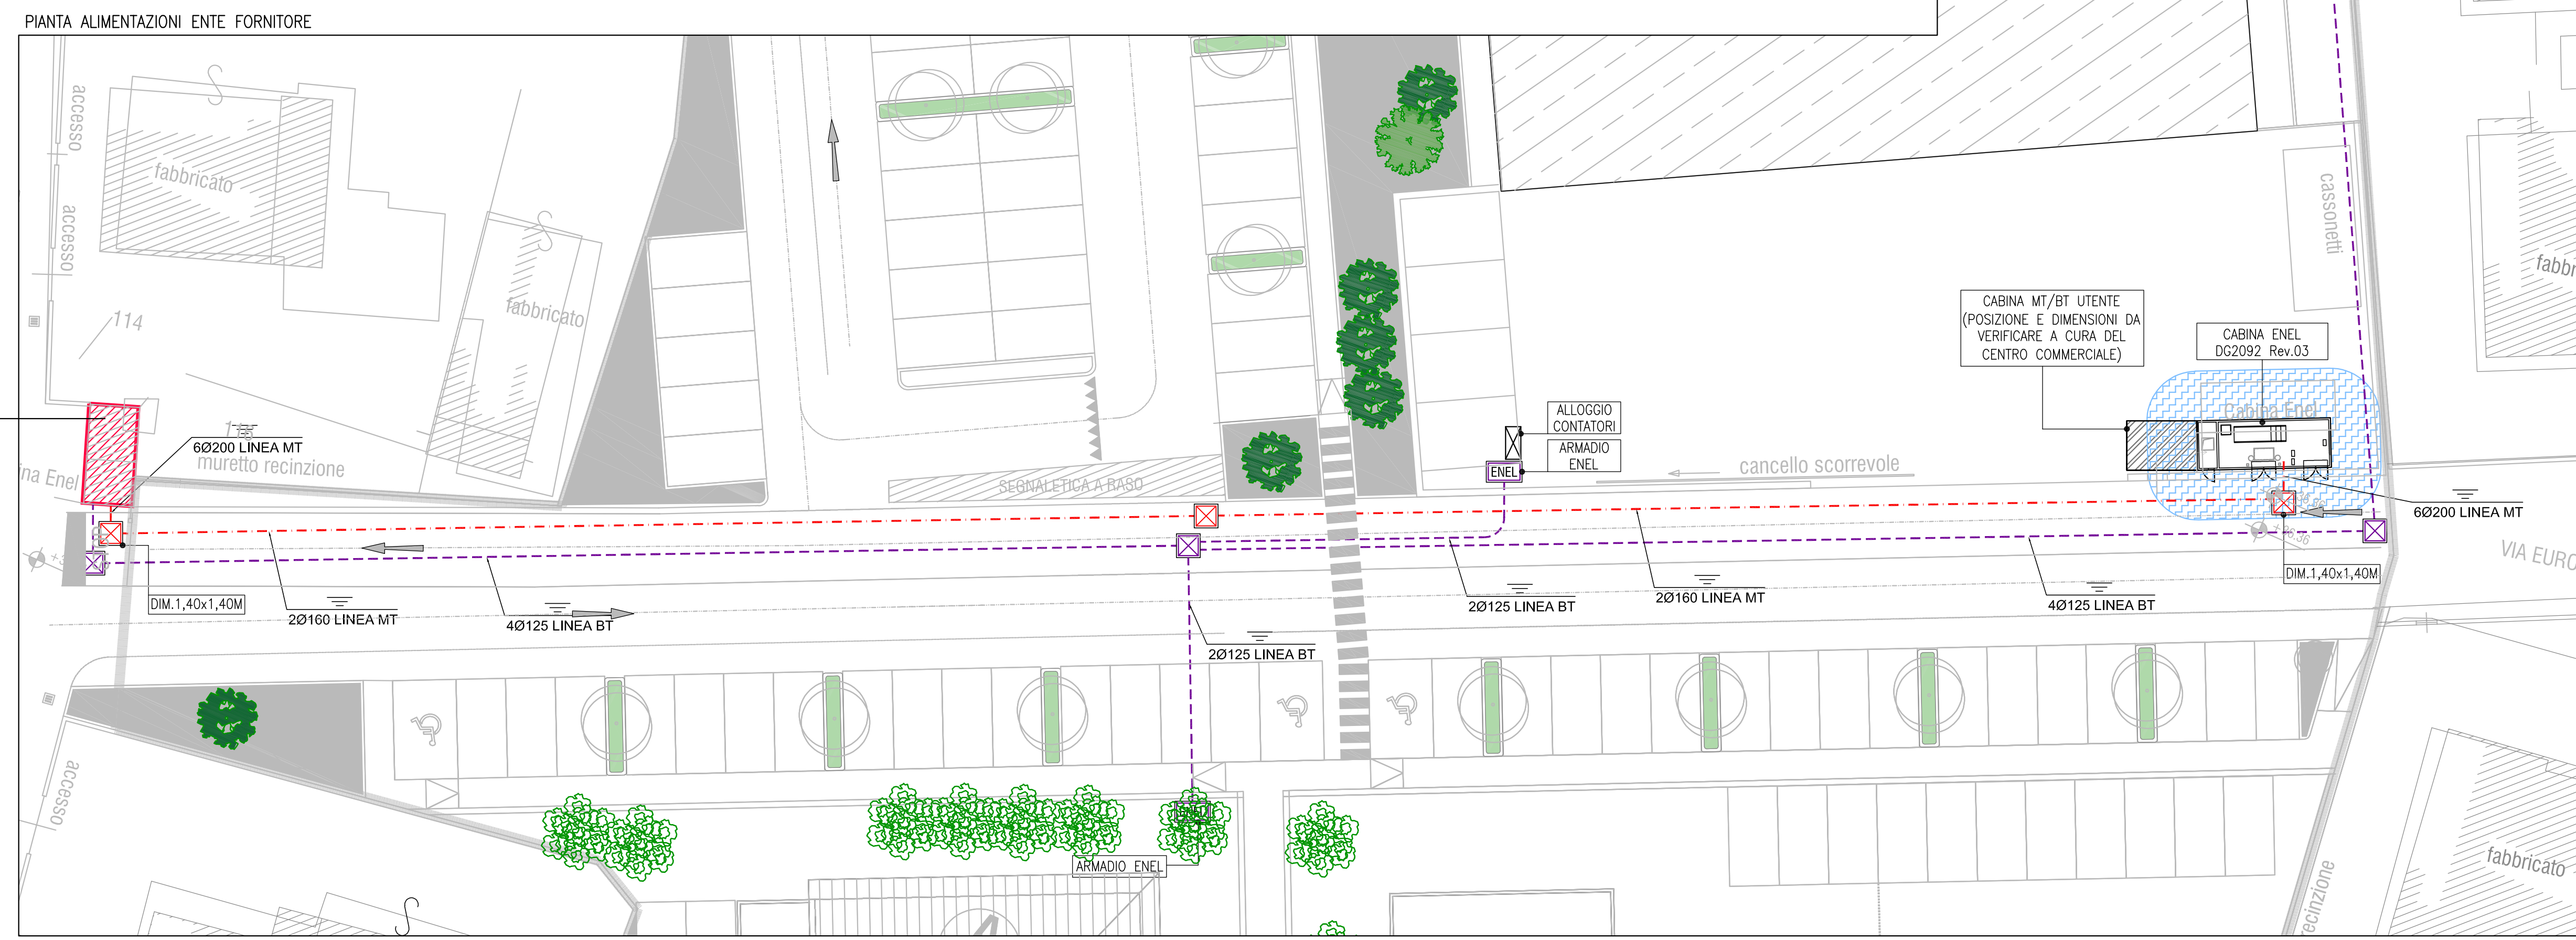 PIANTA ALIMENTAZIONI ENTE FORNITORE
accesso
accesso
fabbricato
fabbricato
114
118
6Ø200 LINEA MT
muretto recinzione
ina Enel
DIM.1,40x1,40M
2Ø160 LINEA MT
4Ø125 LINEA BT
SEGNALETICA A RASO
ALLOGGIO
CONTATORI
ARMADIO
ENEL
ENEL
cancello scorrevole
CABINA MT/BT UTENTE
(POSIZIONE E DIMENSIONI DA
VERIFICARE A CURA DEL
CENTRO COMMERCIALE)
CABINA ENEL
DG2092 Rev.03
Cabina Enel
cassonetti
fabbri
6Ø200 LINEA MT
VIA EURO
DIM.1,40x1,40M
2Ø125 LINEA BT
2Ø160 LINEA MT
4Ø125 LINEA BT
2Ø125 LINEA BT
ARMADIO ENEL
accesso
fabbricato
recinzione